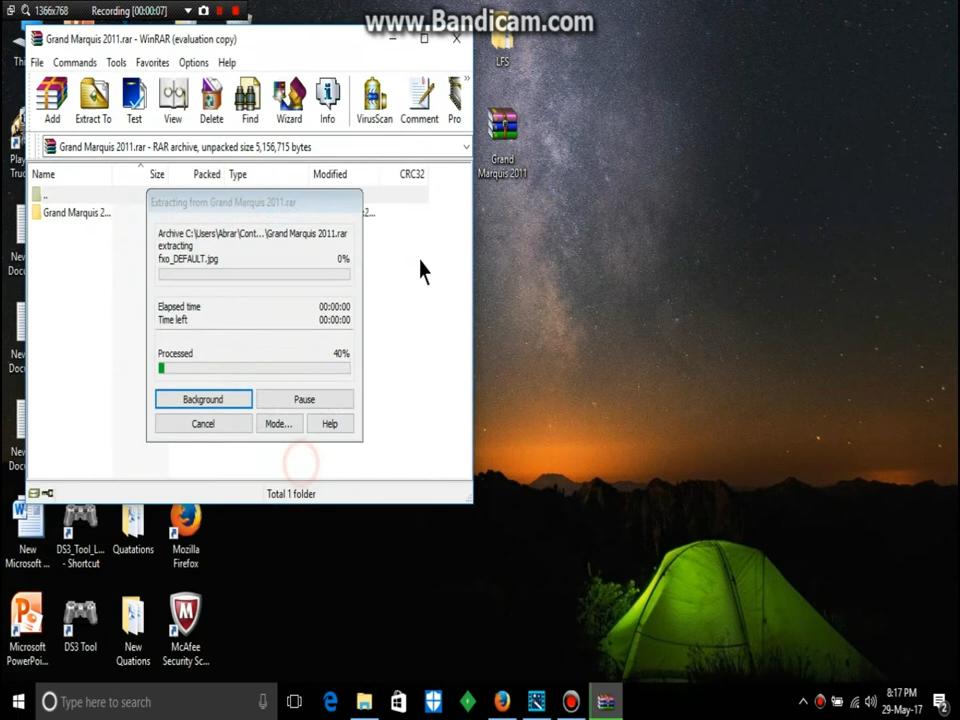 1366x768 Recording [00:00:07]
www.Bandicam.com
Grand Marquis 2011.rar - WinRAR (evaluation copy)
File Commands Tools Favorites Options Help
Add Extract To Test View Delete Find Wizard Info VirusScan Comment Pro
»
Grand Marquis 2011.rar - RAR archive, unpacked size 5,156,715 bytes
Name Size Packed Type Modified CRC32
..
Grand Marquis 2...
Extracting from Grand Marquis 2011.rar
Archive C:\Users\Abrar\Cont...\Grand Marquis 2011.rar
extracting
fxo_DEFAULT.jpg 0%
Elapsed time 00:00:00
Time left 00:00:00
Processed 40%
Background Pause
Cancel Mode... Help
Total 1 folder
LFS
Grand
Marquis 2011
New
Microsoft ...
DS3_Tool_L...
- Shortcut
Quatations
Mozilla
Firefox
Microsoft
PowerPoi...
DS3 Tool
New
Quations
McAfee
Security Sc...
Type here to search
8:17 PM
29-May-17
2